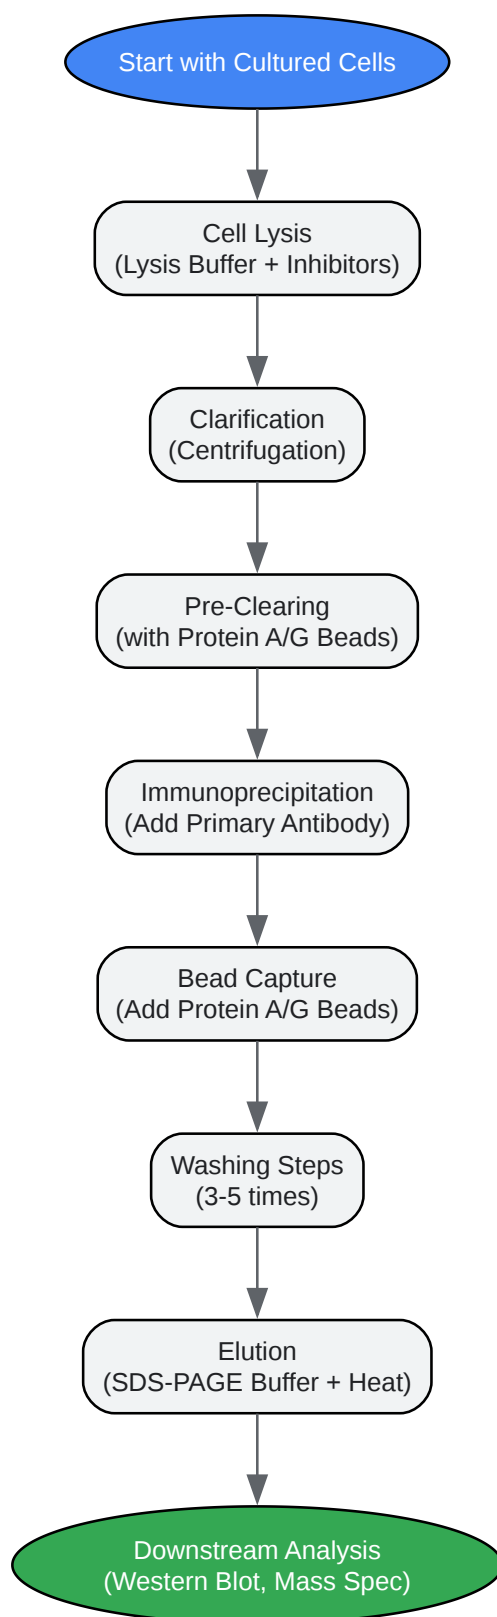 Start with Cultured Cells
Cell Lysis
(Lysis Buffer + Inhibitors)
Clarification
(Centrifugation)
Pre-Clearing
(with Protein A/G Beads)
Immunoprecipitation
(Add Primary Antibody)
Bead Capture
(Add Protein A/G Beads)
Washing Steps
(3-5 times)
Elution
(SDS-PAGE Buffer + Heat)
Downstream Analysis
(Western Blot, Mass Spec)